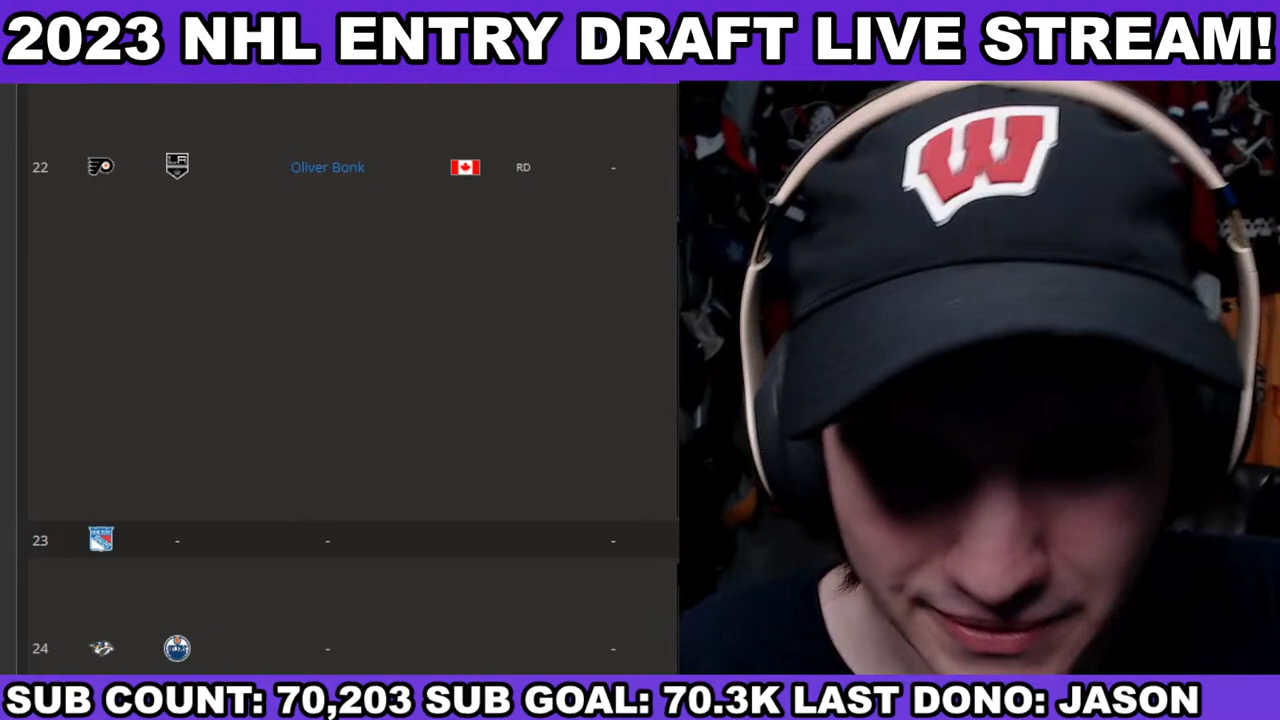 2023 NHL ENTRY DRAFT LIVE STREAM!
22 LA Oliver Bonk RD -
W
23 - - -
24 - -
SUB COUNT: 70,203 SUB GOAL: 70.3K LAST DONO: JASON